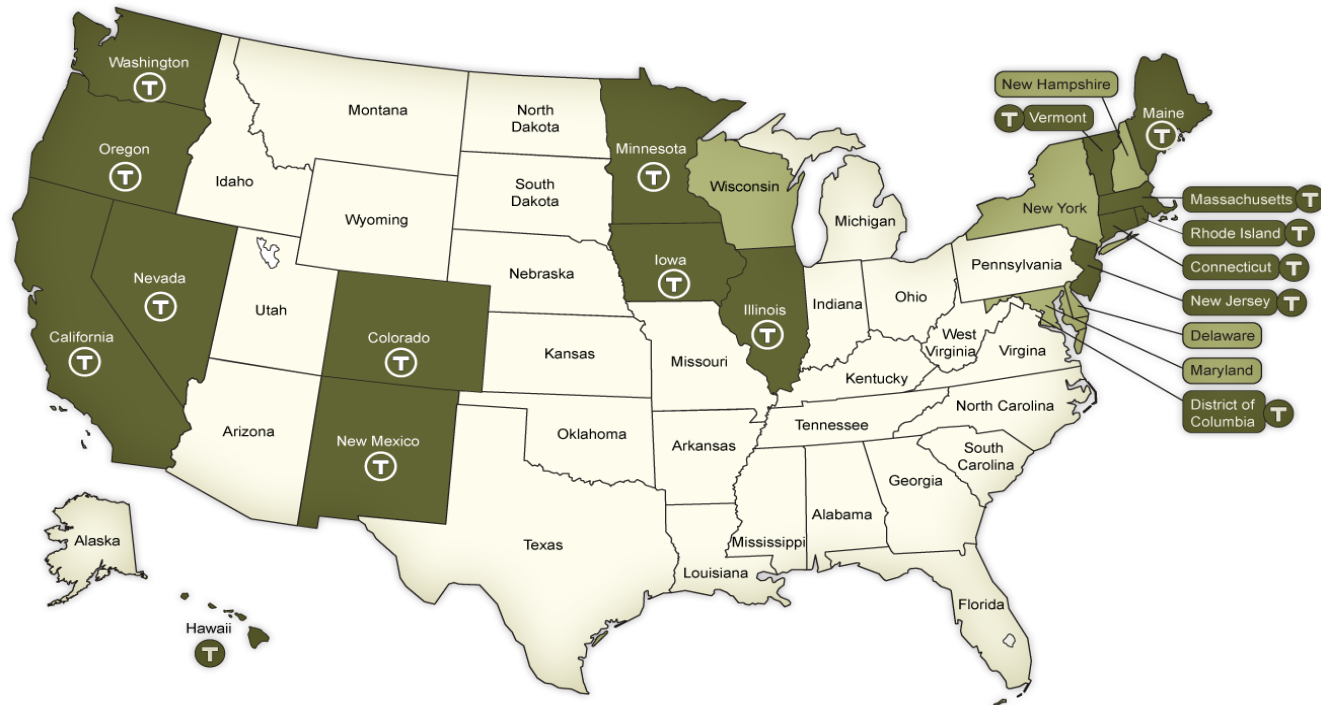 Washington
T
Oregon
T
California
T
Nevada
T
Idaho
Montana
Wyoming
Utah
Arizona
Colorado
T
New Mexico
T
North
Dakota
South
Dakota
Nebraska
Kansas
Oklahoma
Texas
Minnesota
T
Iowa
T
Missouri
Arkansas
Louisiana
Wisconsin
Illinois
T
Michigan
Indiana
Ohio
Kentucky
Tennessee
Mississippi
Alabama
Georgia
Florida
South
Carolina
North Carolina
Virgina
West
Virginia
Pennsylvania
New York
New Hampshire
T Vermont
Maine
T
Massachusetts T
Rhode Island T
Connecticut T
New Jersey T
Delaware
Maryland
District of
Columbia T
Alaska
Hawaii
T